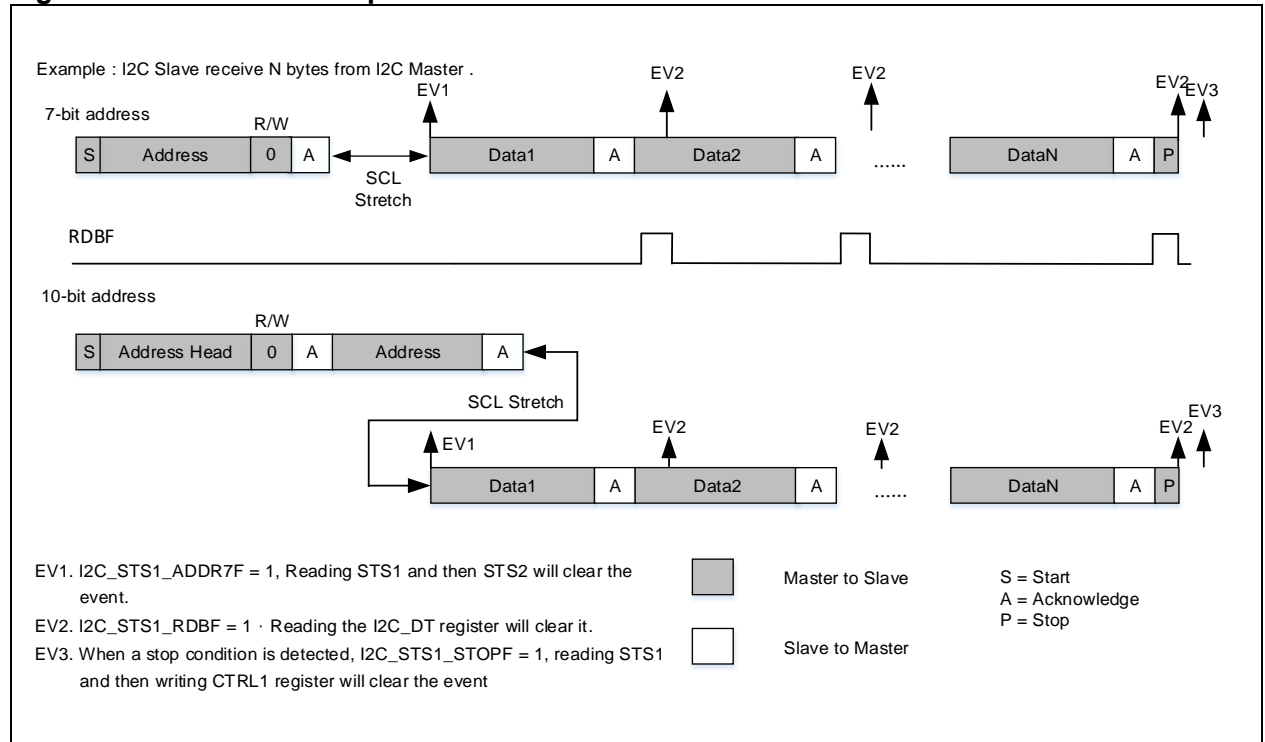 Example : I2C Slave receive N bytes from I2C Master .
EV1
EV2
EV2
EV2
EV3
7-bit address
R/W
S Address 0 A Data1 A Data2 A ...... DataN A P
SCL
Stretch
RDBF
10-bit address
R/W
S Address Head 0 A Address A
SCL Stretch
EV1
EV2
EV2
EV2
EV3
Data1 A Data2 A ...... DataN A P
EV1. I2C_STS1_ADDR7F = 1, Reading STS1 and then STS2 will clear the
event.
EV2. I2C_STS1_RDBF = 1 · Reading the I2C_DT register will clear it.
EV3. When a stop condition is detected, I2C_STS1_STOPF = 1, reading STS1
and then writing CTRL1 register will clear the event
Master to Slave
Slave to Master
S = Start
A = Acknowledge
P = Stop